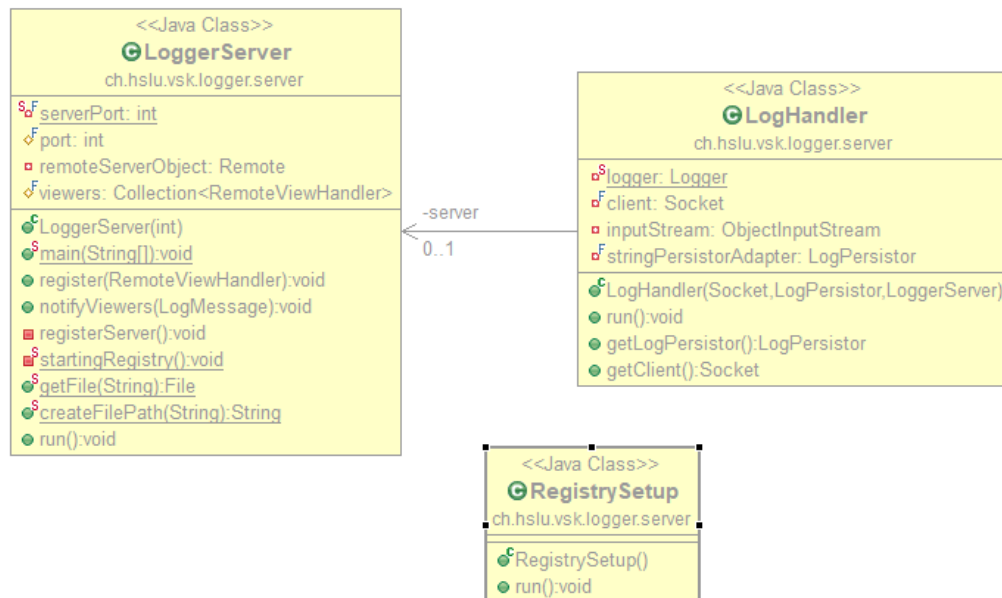 <<Java Class>>
LoggerServer
ch.hslu.vsk.logger.server
serverPort: int
port: int
remoteServerObject: Remote
viewers: Collection<RemoteViewHandler>
LoggerServer(int)
main(String[]):void
register(RemoteViewHandler):void
notifyViewers(LogMessage):void
registerServer():void
startingRegistry():void
getFile(String):File
createFilePath(String):String
run():void
-server
0..1
<<Java Class>>
LogHandler
ch.hslu.vsk.logger.server
logger: Logger
client: Socket
inputStream: ObjectInputStream
stringPersistorAdapter: LogPersistor
LogHandler(Socket,LogPersistor,LoggerServer)
run():void
getLogPersistor():LogPersistor
getClient():Socket
<<Java Class>>
RegistrySetup
ch.hslu.vsk.logger.server
RegistrySetup()
run():void